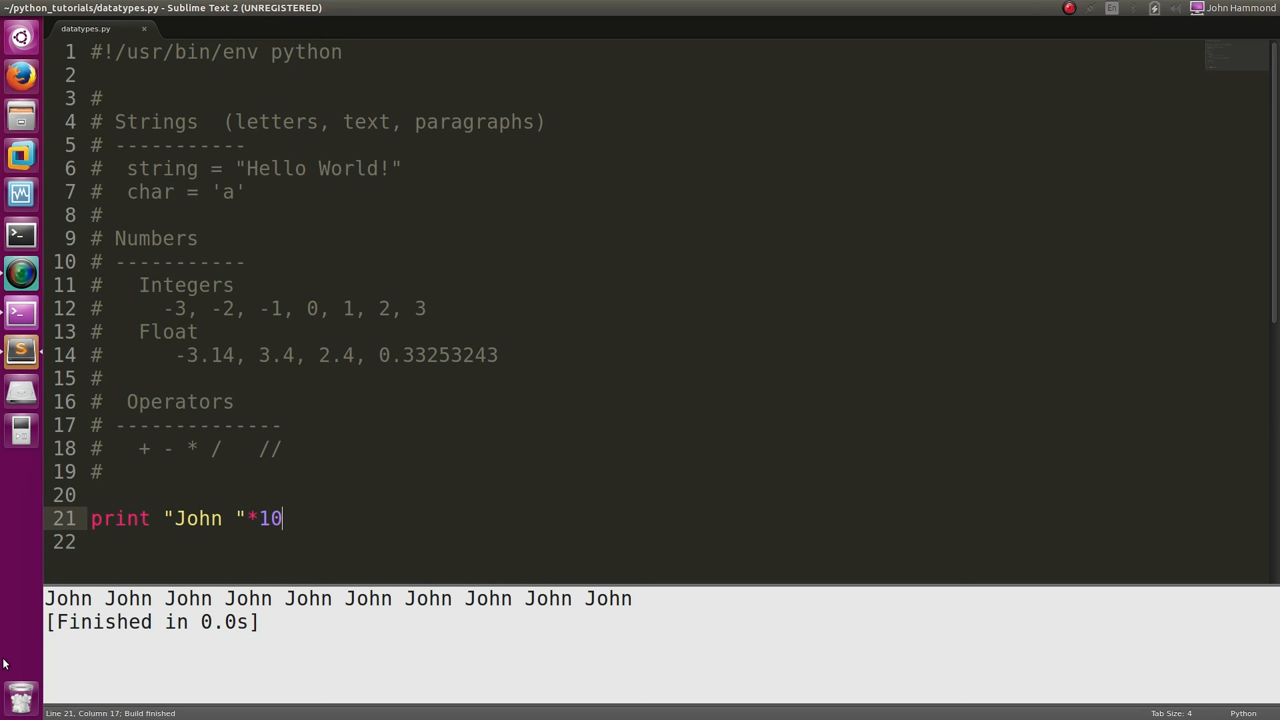 ~/python_tutorials/datatypes.py - Sublime Text 2 (UNREGISTERED) En John Hammond
datatypes.py ×
1 #!/usr/bin/env python
2
3 #
4 # Strings  (letters, text, paragraphs)
5 # -----------
6 #  string = "Hello World!"
7 #  char = 'a'
8 #
9 # Numbers
10 # -----------
11 #   Integers
12 #     -3, -2, -1, 0, 1, 2, 3
13 #   Float
14 #      -3.14, 3.4, 2.4, 0.33253243
15 #
16 #  Operators
17 # --------------
18 #   + - * /   //
19 #
20
21 print "John "*10
22
John John John John John John John John John John
[Finished in 0.0s]
Line 21, Column 17; Build finished Tab Size: 4 Python